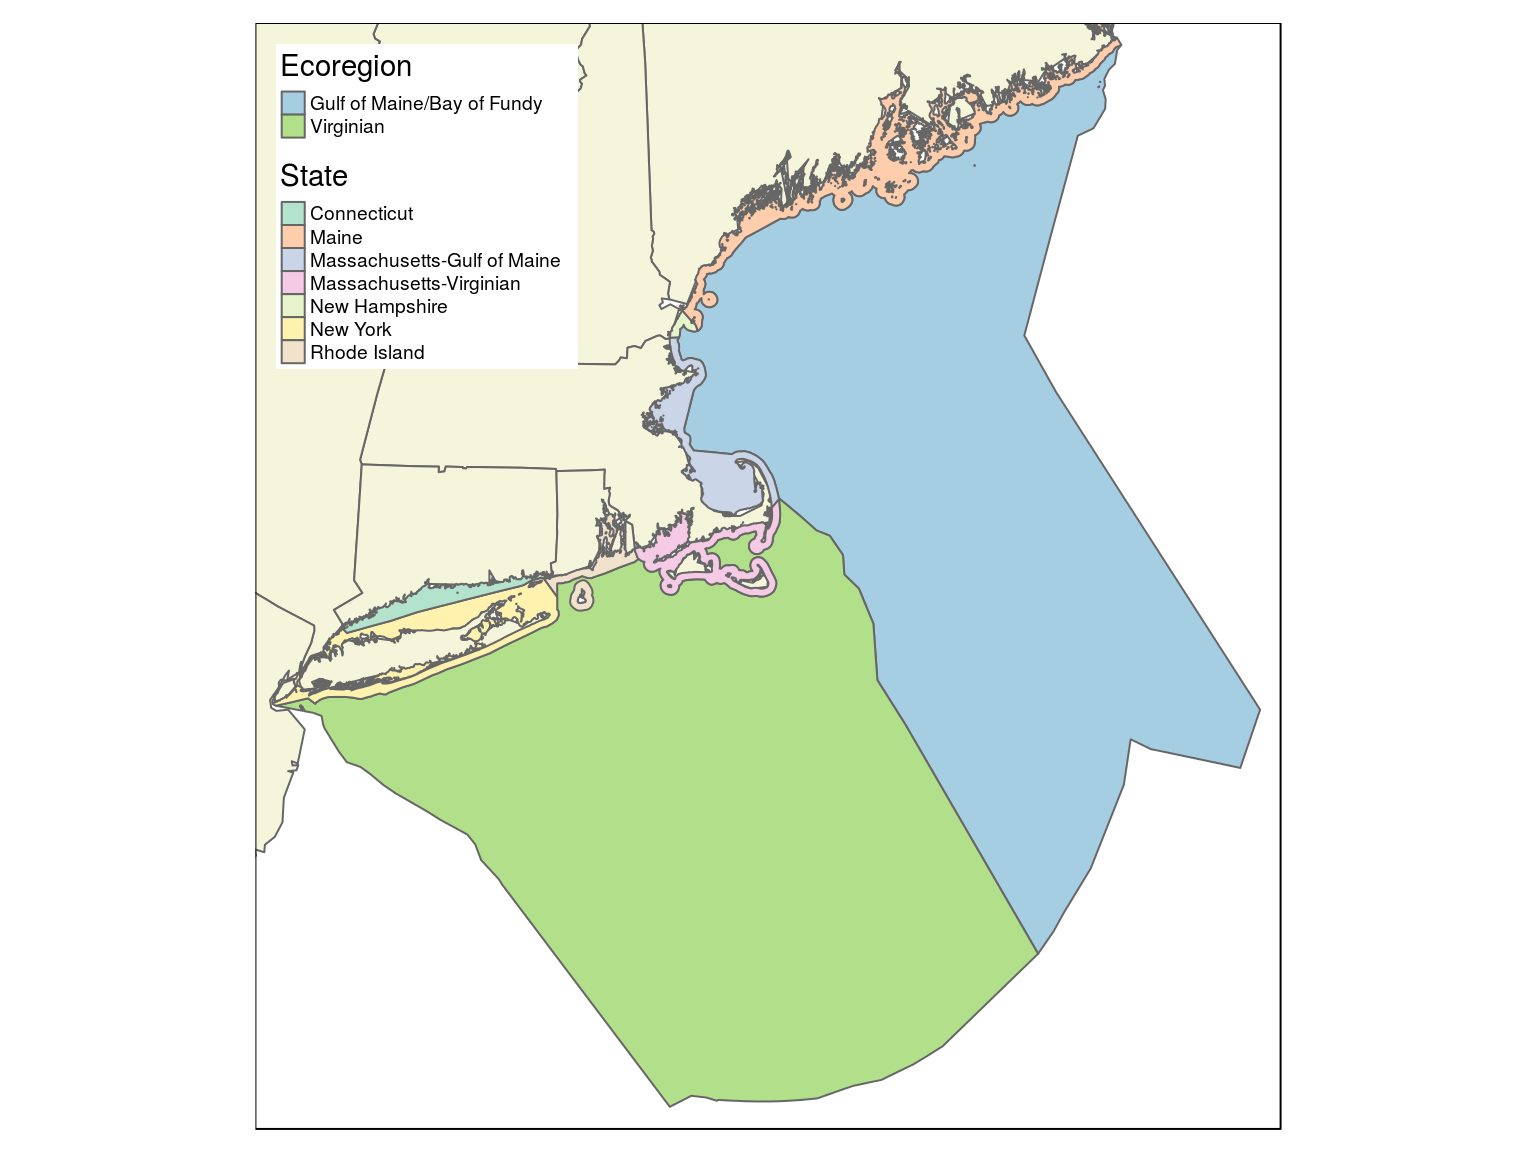 Ecoregion
Gulf of Maine/Bay of Fundy
Virginian
State
Connecticut
Maine
Massachusetts-Gulf of Maine
Massachusetts-Virginian
New Hampshire
New York
Rhode Island